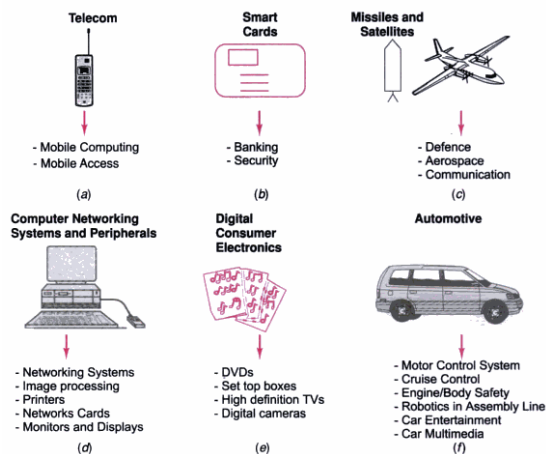 Telecom
- Mobile Computing
- Mobile Access
(a)
Smart
Cards
- Banking
- Security
(b)
Missiles and
Satellites
- Defence
- Aerospace
- Communication
(c)
Computer Networking
Systems and Peripherals
- Networking Systems
- Image processing
- Printers
- Networks Cards
- Monitors and Displays
(d)
Digital
Consumer
Electronics
- DVDs
- Set top boxes
- High definition TVs
- Digital cameras
(e)
Automotive
- Motor Control System
- Cruise Control
- Engine/Body Safety
- Robotics in Assembly Line
- Car Entertainment
- Car Multimedia
(f)